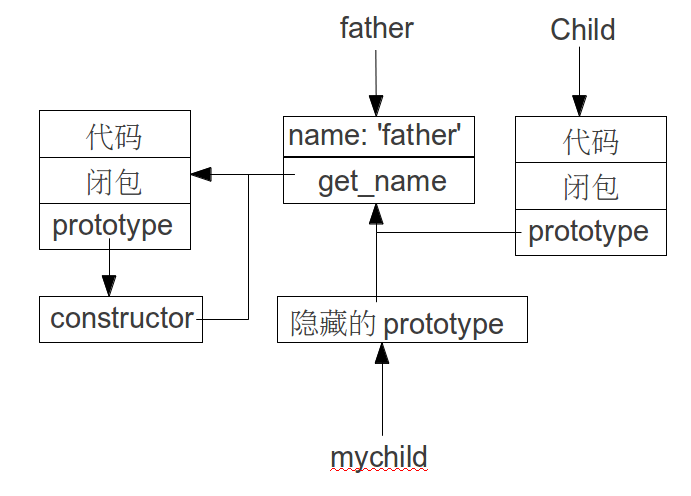 father
Child
代码
闭包
prototype
constructor
name: 'father'
get_name
代码
闭包
prototype
隐藏的 prototype
mychild